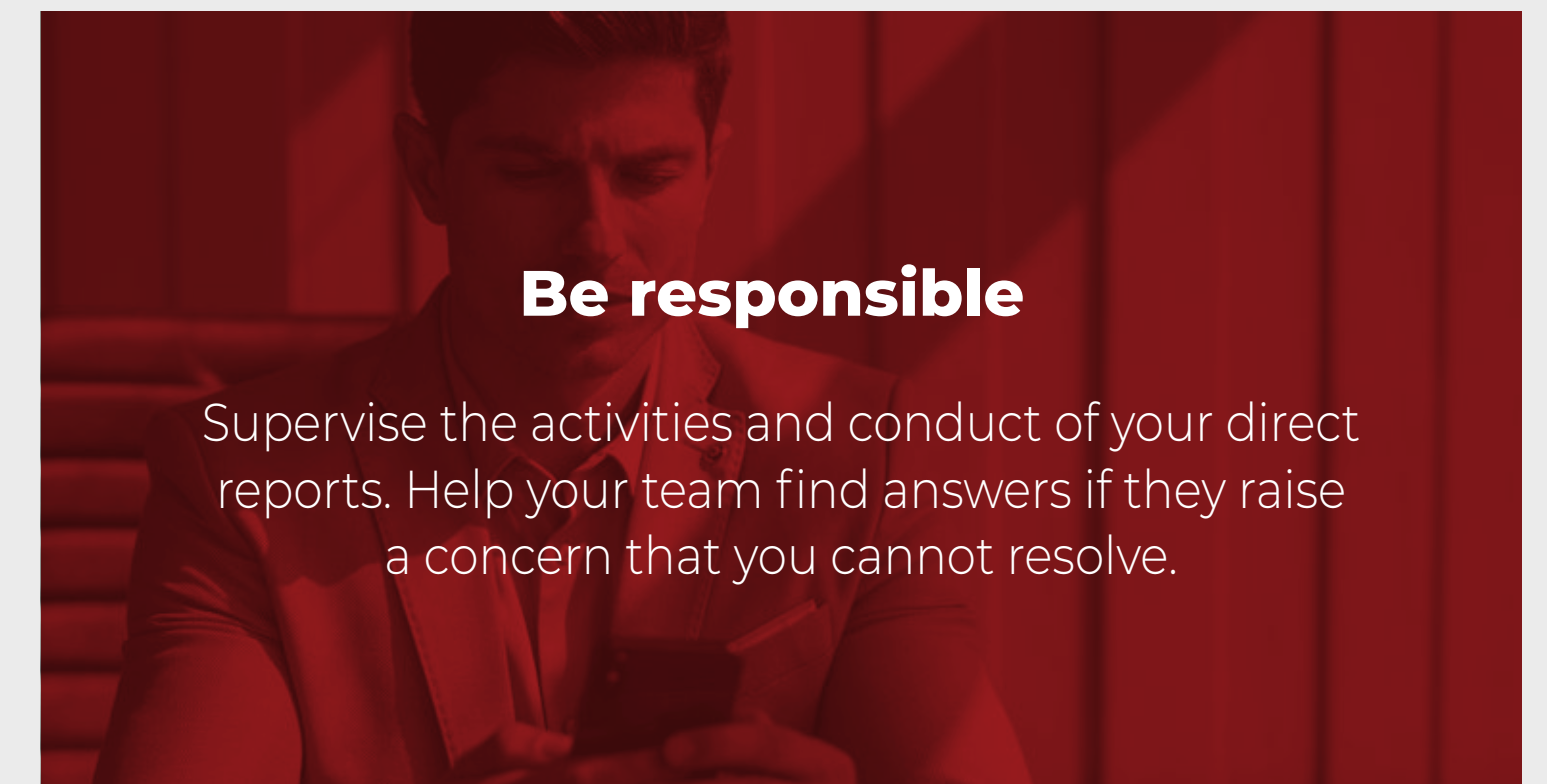 Be responsible
Supervise the activities and conduct of your direct
reports. Help your team find answers if they raise
a concern that you cannot resolve.